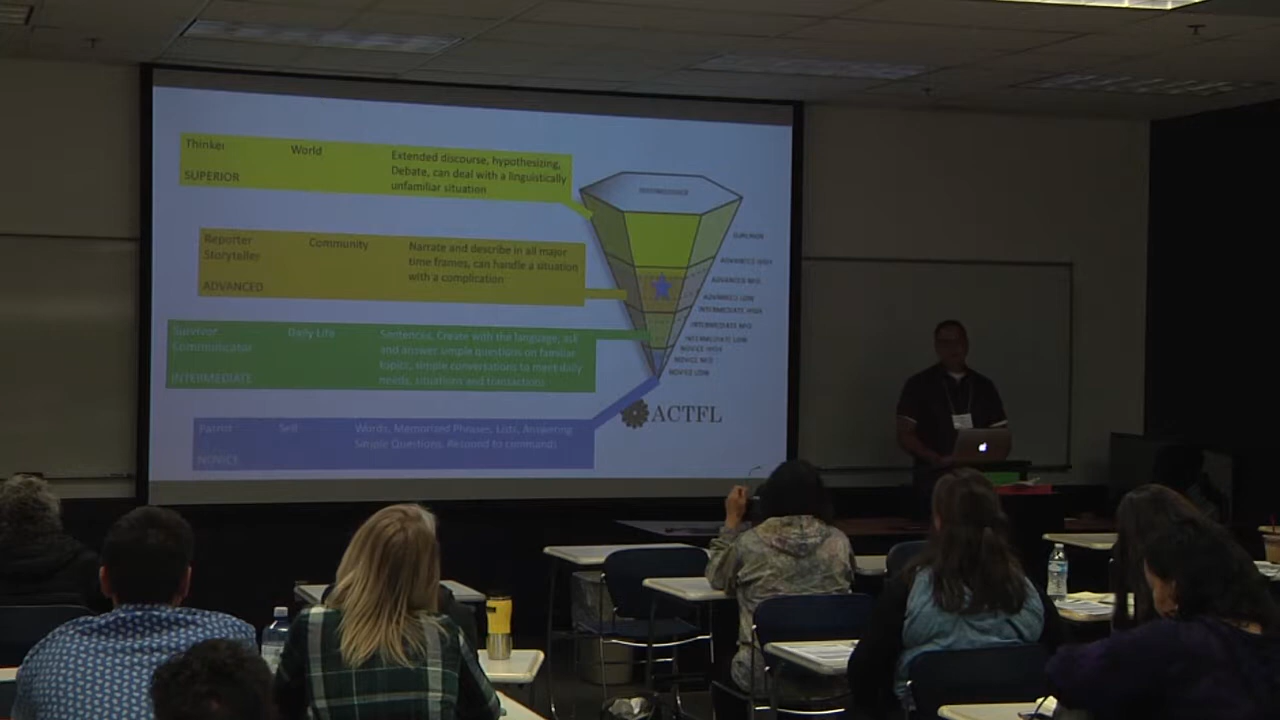 Thinker
SUPERIOR
World
Extended discourse, hypothesizing,
Debate, can deal with a linguistically
unfamiliar situation
Reporter
Storyteller
ADVANCED
Community
Narrate and describe in all major
time frames, can handle a situation
with a complication
Survivor
Communicator
INTERMEDIATE
Daily Life
Sentences, Create with the language, ask
and answer simple questions on familiar
topics, simple conversations to meet daily
needs, situations and transactions
Parrot
NOVICE
Self
Words, Memorized Phrases, Lists, Answering
Simple Questions, Respond to commands
DISTINGUISHED
SUPERIOR
ADVANCED HIGH
ADVANCED MID
ADVANCED LOW
INTERMEDIATE HIGH
INTERMEDIATE MID
INTERMEDIATE LOW
NOVICE HIGH
NOVICE MID
NOVICE LOW
ACTFL